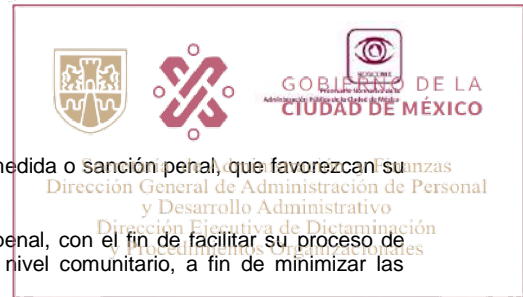 GOBIERNO DE LA
CIUDAD DE MÉXICO
Secretaría de Administración y Finanzas
medida o sanción penal, que favorezcan su
Dirección General de Administración de Personal
y Desarrollo Administrativo
Dirección Ejecutiva de Dictaminación
penal, con el fin de facilitar su proceso de
y Procedimientos Organizacionales
nivel comunitario, a fin de minimizar las